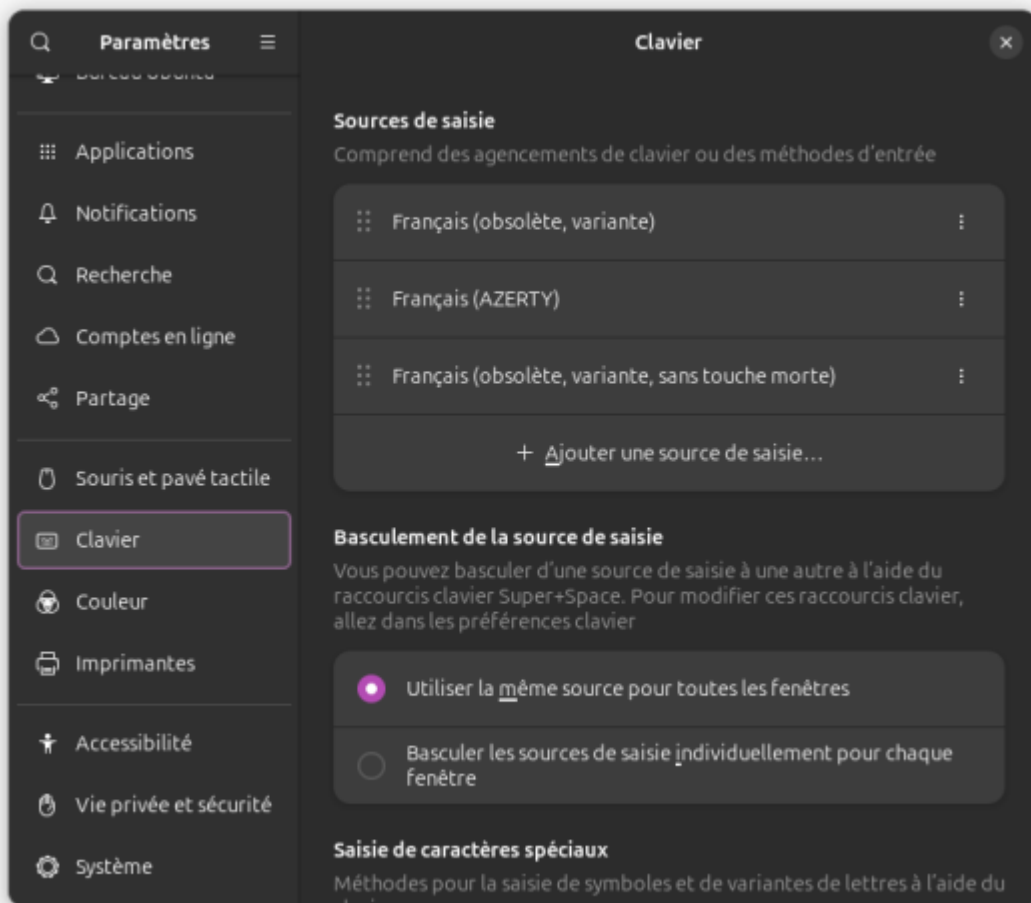 Paramètres
Clavier
Bureau Ubuntu
Applications
Notifications
Recherche
Comptes en ligne
Partage
Souris et pavé tactile
Clavier
Couleur
Imprimantes
Accessibilité
Vie privée et sécurité
Système
Sources de saisie
Comprend des agencements de clavier ou des méthodes d'entrée
Français (obsolète, variante)
Français (AZERTY)
Français (obsolète, variante, sans touche morte)
+ Ajouter une source de saisie…
Basculement de la source de saisie
Vous pouvez basculer d'une source de saisie à une autre à l'aide du
raccourcis clavier Super+Space. Pour modifier ces raccourcis clavier,
allez dans les préférences clavier
Utiliser la même source pour toutes les fenêtres
Basculer les sources de saisie individuellement pour chaque
fenêtre
Saisie de caractères spéciaux
Méthodes pour la saisie de symboles et de variantes de lettres à l'aide du